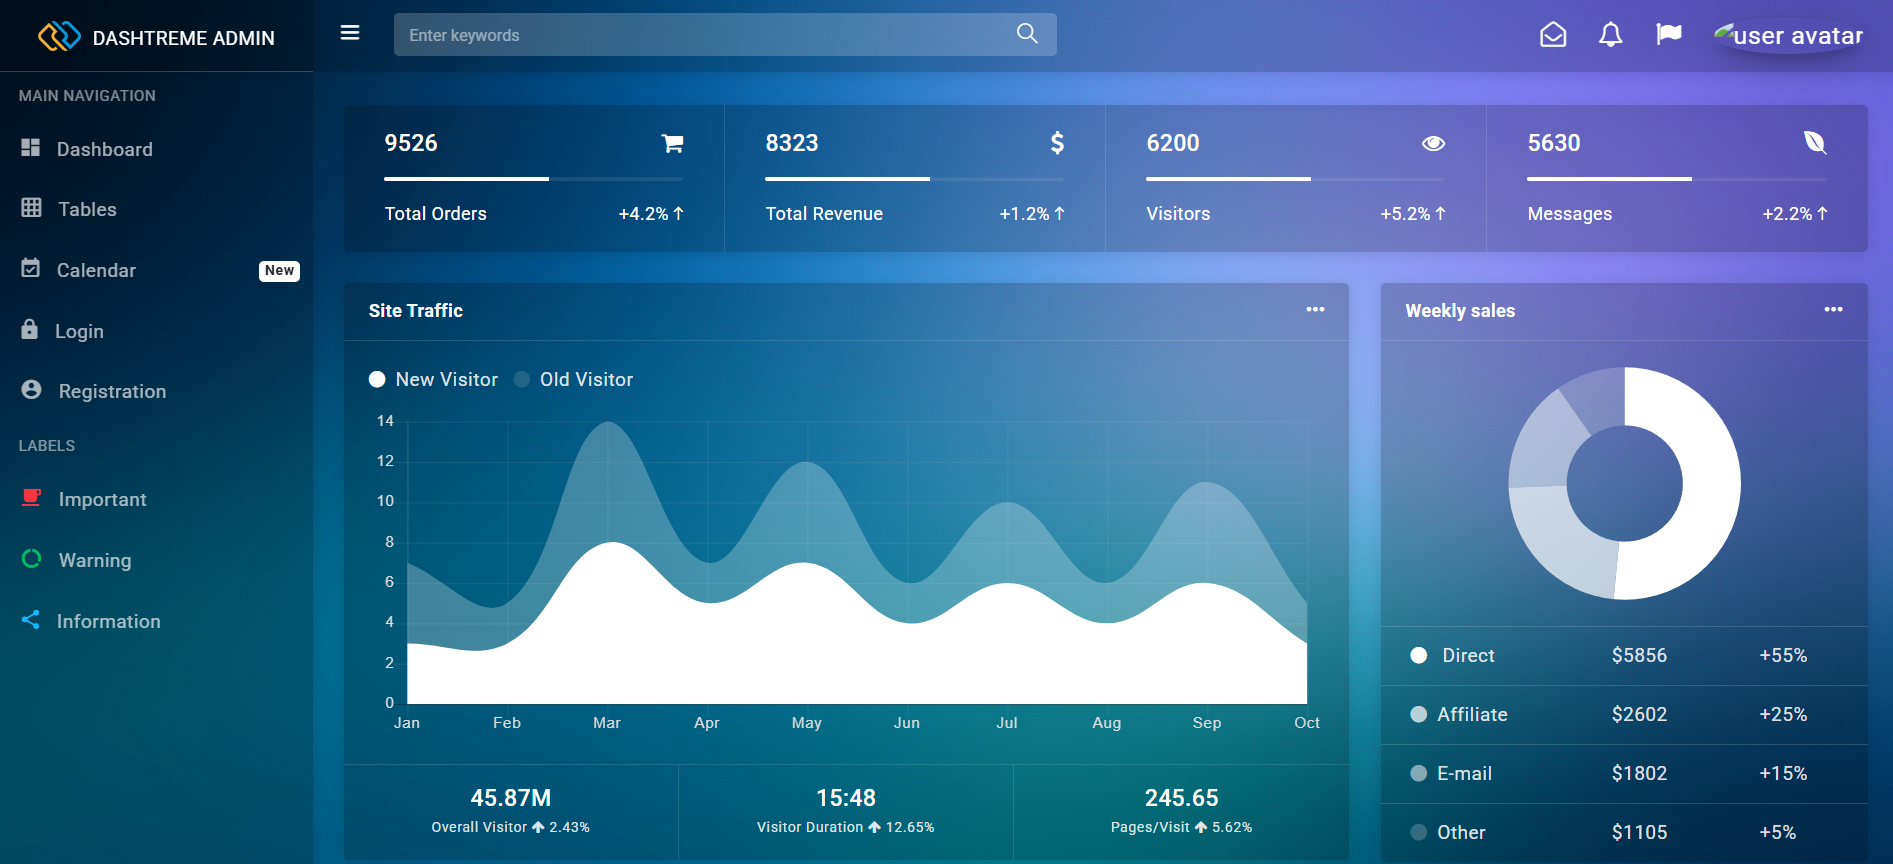 DASHTREME ADMIN
Enter keywords
user avatar
MAIN NAVIGATION
Dashboard
Tables
Calendar New
Login
Registration
LABELS
Important
Warning
Information
9526
Total Orders +4.2%
8323 $
Total Revenue +1.2%
6200
Visitors +5.2%
5630
Messages +2.2%
Site Traffic
New Visitor Old Visitor
14
12
10
8
6
4
2
0
Jan Feb Mar Apr May Jun Jul Aug Sep Oct
45.87M
Overall Visitor 2.43%
15:48
Visitor Duration 12.65%
245.65
Pages/Visit 5.62%
Weekly sales
Direct $5856 +55%
Affiliate $2602 +25%
E-mail $1802 +15%
Other $1105 +5%